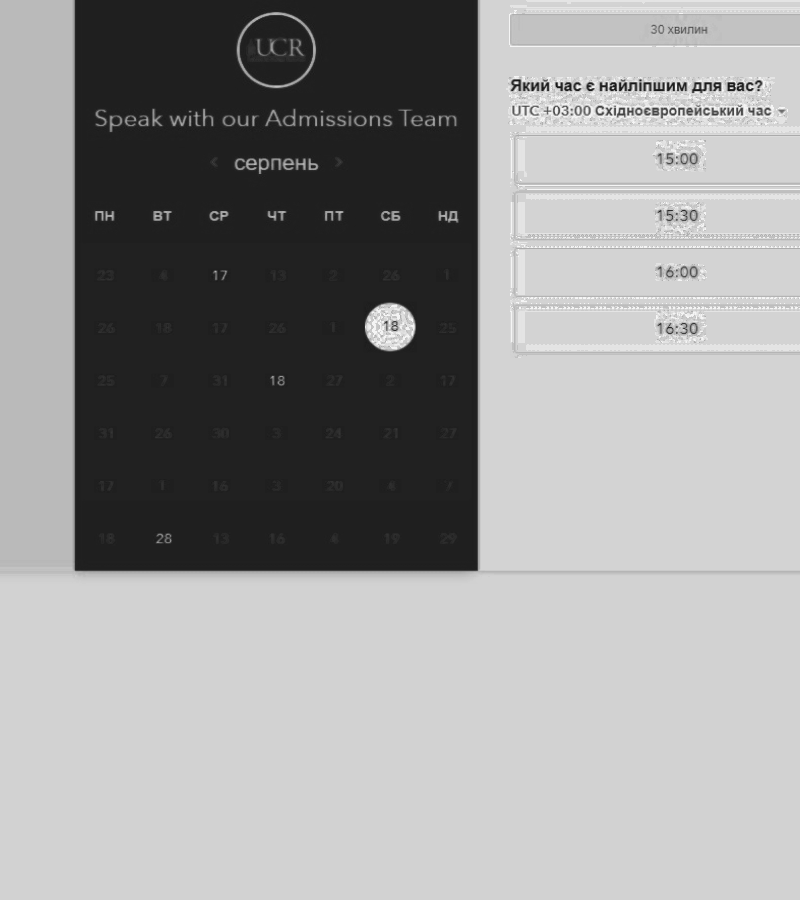 UCR
Speak with our Admissions Team
серпень
ПН ВТ СР ЧТ ПТ СБ НД
23 4 17 13 2 26 1
26 18 17 26 1 18 25
25 7 31 18 27 2 17
31 26 30 3 24 21 27
12 1 16 3 20 4 7
18 28 13 16 4 19 29
30 хвилин
Який час є найліпшим для вас?
UTC +03:00 Східноєвропейський час
15:00
15:30
16:00
16:30